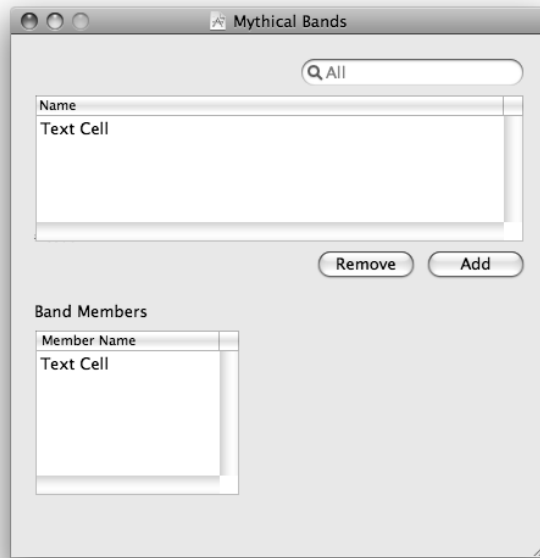 Mythical Bands
All
Name
Text Cell
Remove Add
Band Members
Member Name
Text Cell